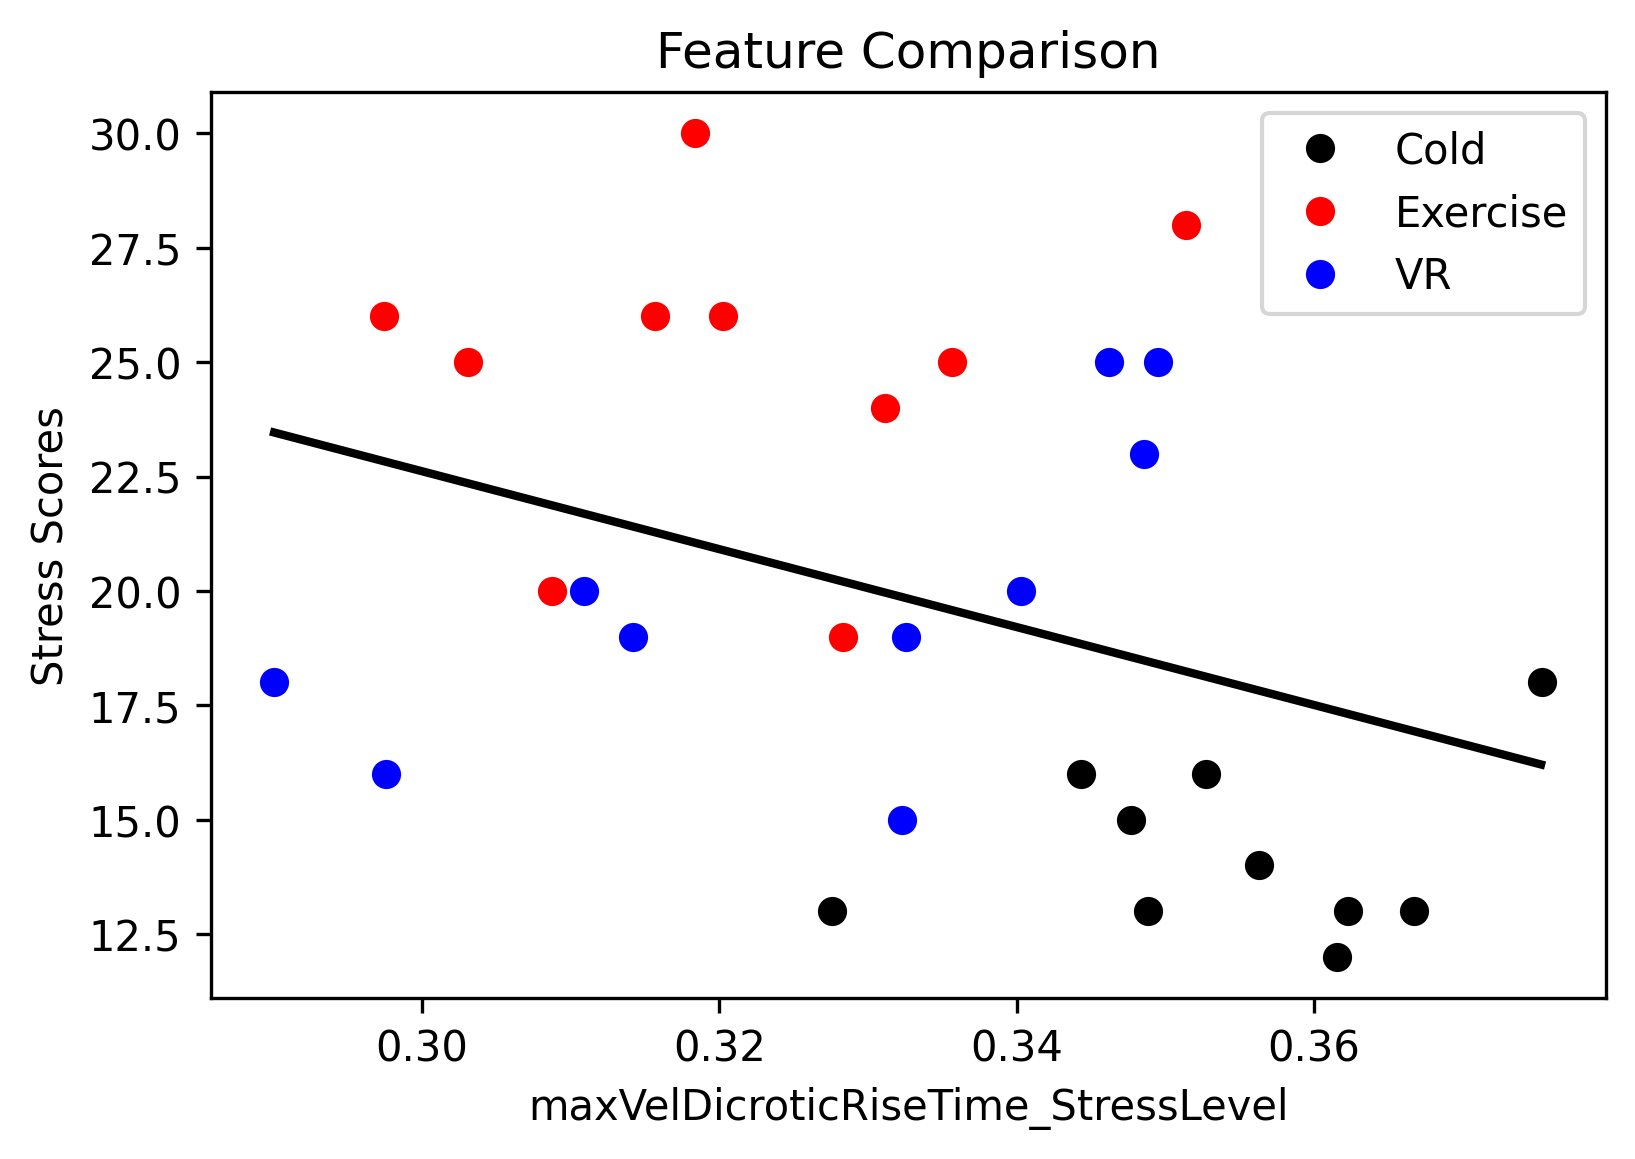 Feature Comparison
30.0
27.5
25.0
22.5
20.0
17.5
15.0
12.5
Stress Scores
Cold
Exercise
VR
0.30 0.32 0.34 0.36
maxVelDicroticRiseTime_StressLevel